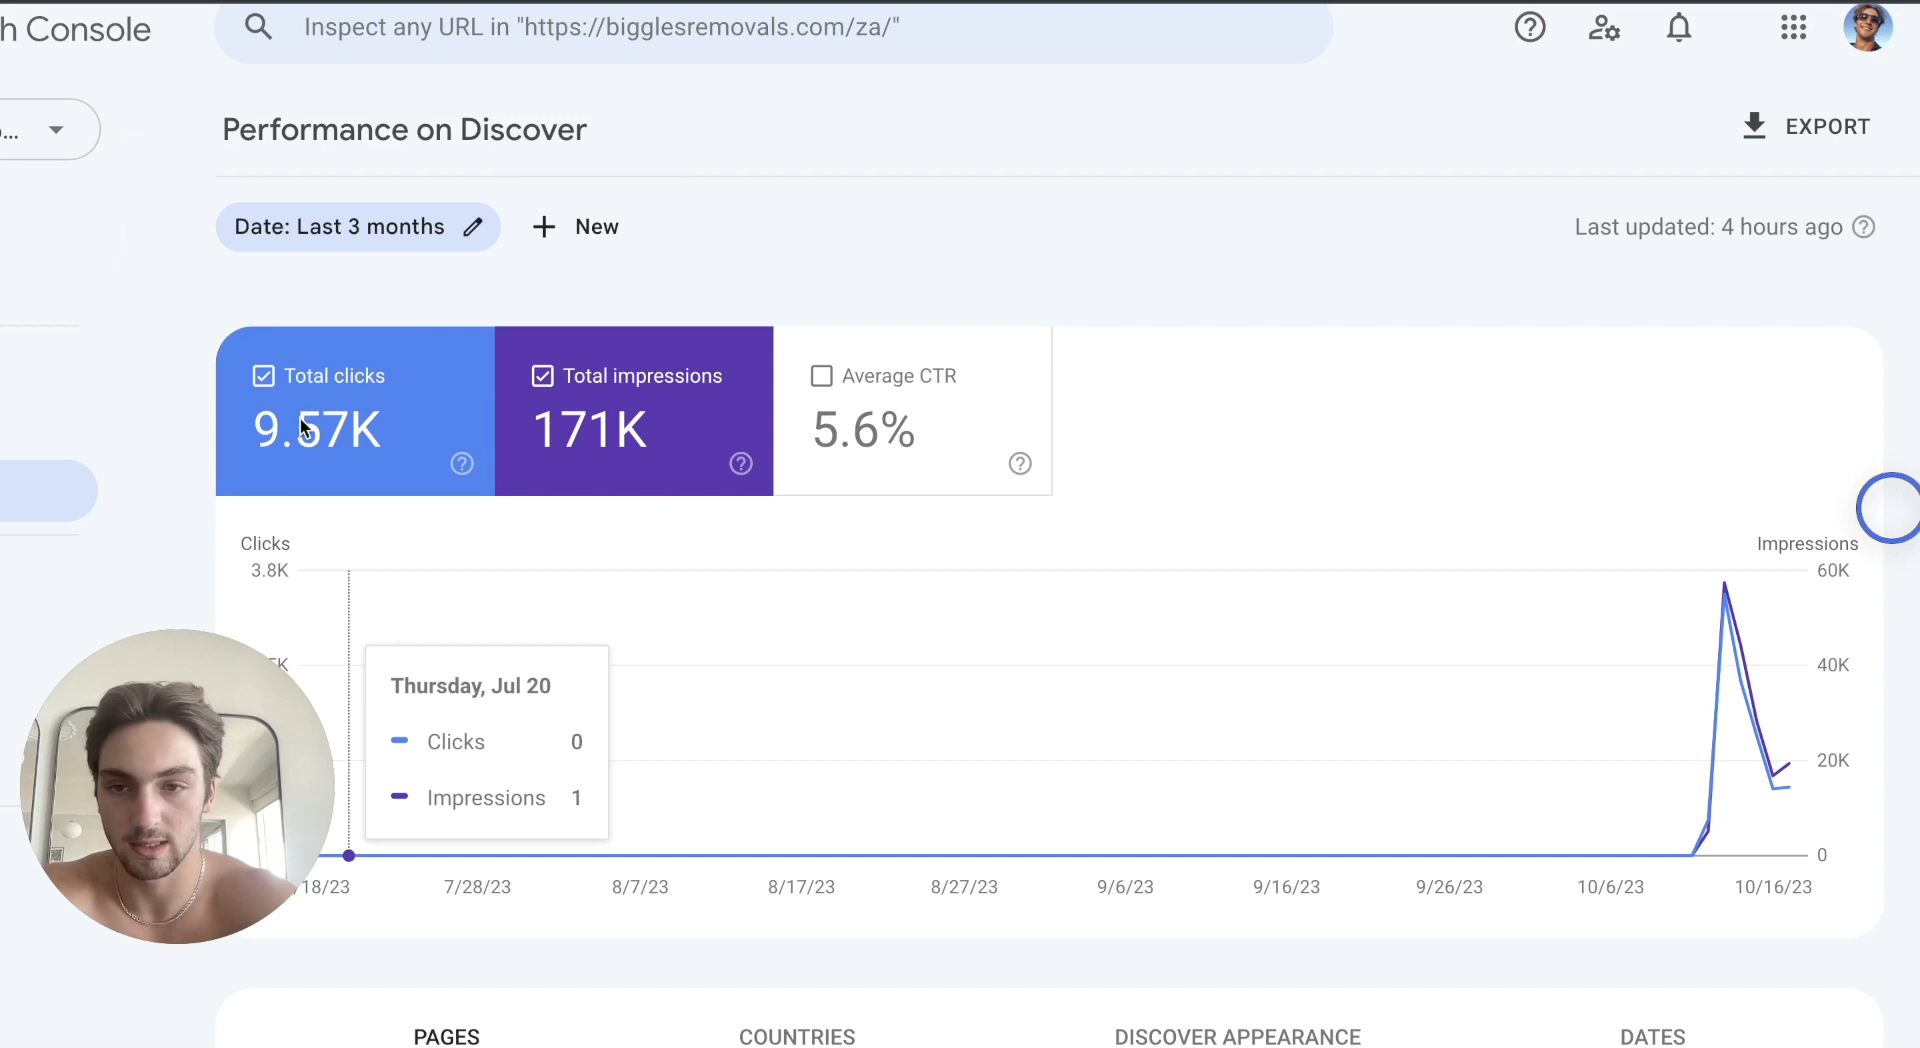 h Console
Inspect any URL in "https://bigglesremovals.com/za/"
...
Performance on Discover
EXPORT
Date: Last 3 months
New
Last updated: 4 hours ago
Total clicks
9.57K
Total impressions
171K
Average CTR
5.6%
Clicks
Impressions
3.8K
60K
K
40K
20K
0
Thursday, Jul 20
Clicks 0
Impressions 1
/18/23
7/28/23
8/7/23
8/17/23
8/27/23
9/6/23
9/16/23
9/26/23
10/6/23
10/16/23
PAGES
COUNTRIES
DISCOVER APPEARANCE
DATES